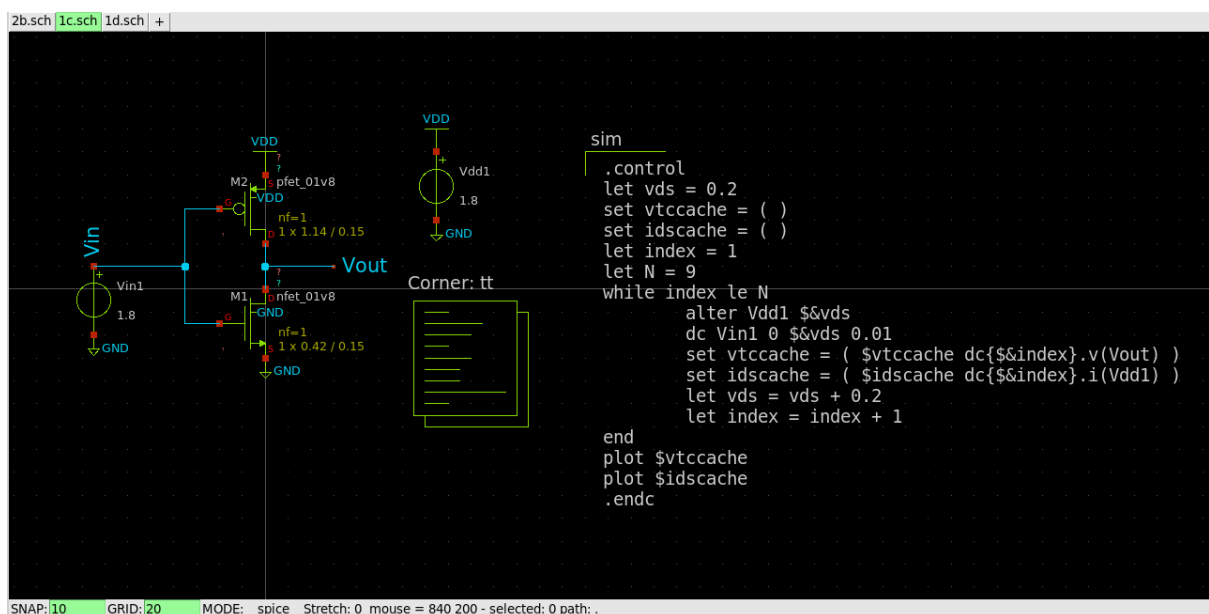 2b.sch 1c.sch 1d.sch +
VDD
VDD
sim
?
?
M2
S
pfet_01v8
VDD
G
nf=1
D
1 x 1.14 / 0.15
+
Vdd1
1.8
GND
Vin
+
Vin1
1.8
GND
Vout
?
?
M1
D
nfet_01v8
GND
G
nf=1
S
1 x 0.42 / 0.15
GND
Corner: tt
.control
let vds = 0.2
set vtccache = ( )
set idscache = ( )
let index = 1
let N = 9
while index le N
alter Vdd1 $&vds
dc Vin1 0 $&vds 0.01
set vtccache = ( $vtccache dc{$&index}.v(Vout) )
set idscache = ( $idscache dc{$&index}.i(Vdd1) )
let vds = vds + 0.2
let index = index + 1
end
plot $vtccache
plot $idscache
.endc
SNAP: 10 GRID: 20 MODE: spice Stretch: 0 mouse = 840 200 - selected: 0 path: .